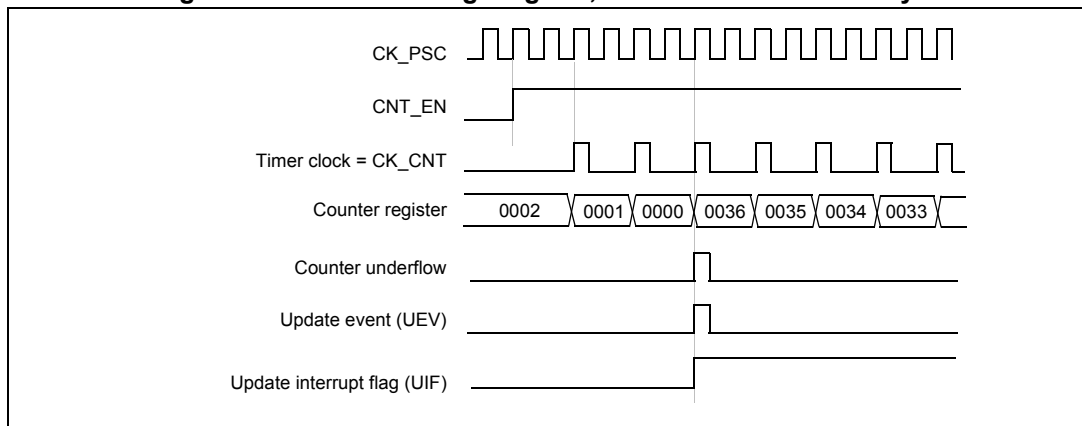 CK_PSC
CNT_EN
Timer clock = CK_CNT
Counter register 0002 0001 0000 0036 0035 0034 0033
Counter underflow
Update event (UEV)
Update interrupt flag (UIF)